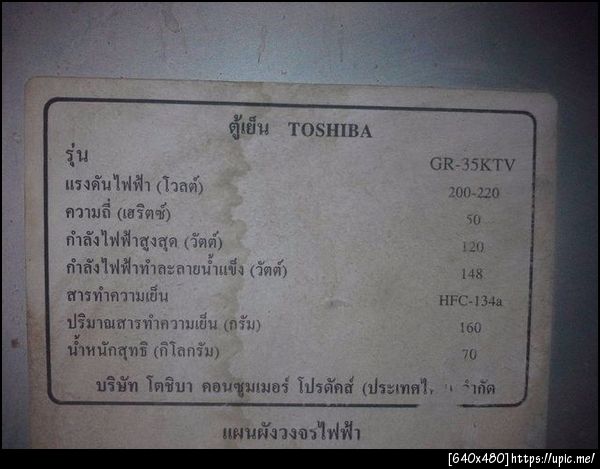 ตู้เย็น TOSHIBA
รุ่น GR-35KTV
แรงดันไฟฟ้า (โวลต์) 200-220
ความถี่ (เฮริตซ์) 50
กำลังไฟฟ้าสูงสุด (วัตต์) 120
กำลังไฟฟ้าทำละลายน้ำแข็ง (วัตต์) 148
สารทำความเย็น HFC-134a
ปริมาณสารทำความเย็น (กรัม) 160
น้ำหนักสุทธิ (กิโลกรัม) 70
บริษัท โตชิบา คอนซูมเมอร์ โปรดัคส์ (ประเทศ จำกัด
แผนผังวงจรไฟฟ้า
[640x480]https://upic.me/